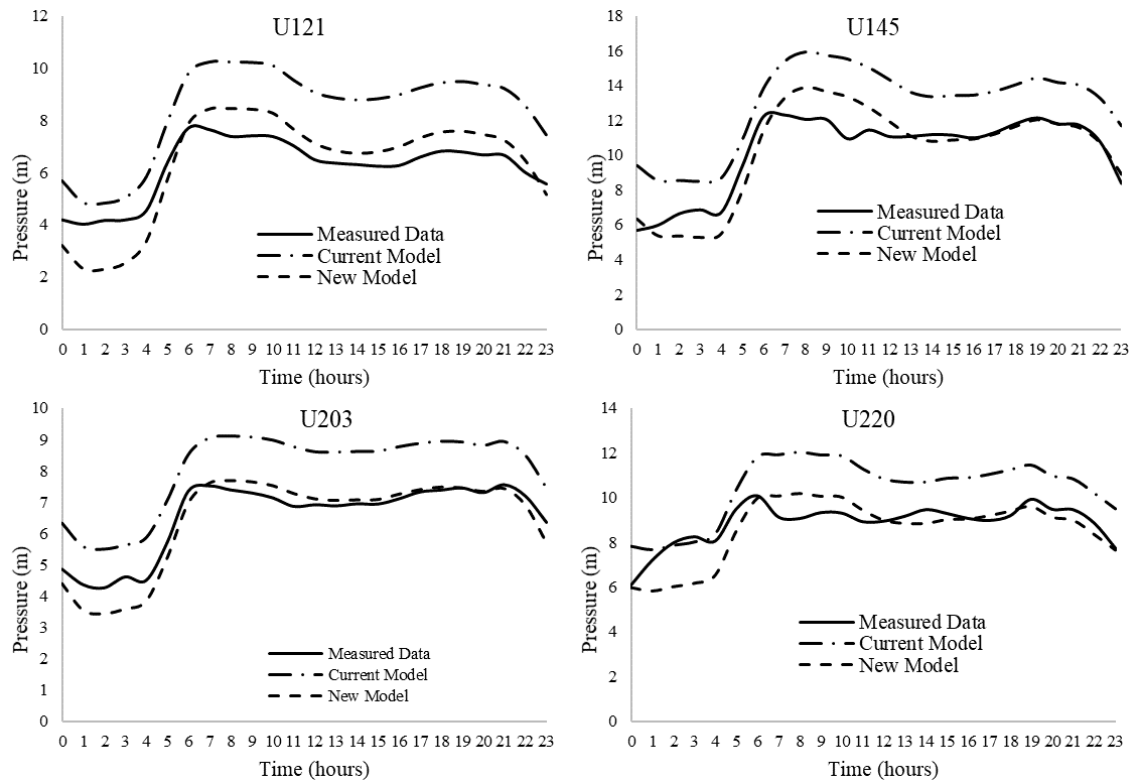 U121
Pressure (m)
12
10
8
6
4
2
0
Measured Data
Current Model
New Model
0 1 2 3 4 5 6 7 8 9 10 11 12 13 14 15 16 17 18 19 20 21 22 23
Time (hours)
U145
Pressure (m)
18
16
14
12
10
8
6
4
2
0
Measured Data
Current Model
New Model
0 1 2 3 4 5 6 7 8 9 10 11 12 13 14 15 16 17 18 19 20 21 22 23
Time (hours)
U203
Pressure (m)
10
9
8
7
6
5
4
3
2
1
0
Measured Data
Current Model
New Model
0 1 2 3 4 5 6 7 8 9 10 11 12 13 14 15 16 17 18 19 20 21 22 23
Time (hours)
U220
Pressure (m)
14
12
10
8
6
4
2
0
Measured Data
Current Model
New Model
0 1 2 3 4 5 6 7 8 9 10 11 12 13 14 15 16 17 18 19 20 21 22 23
Time (hours)